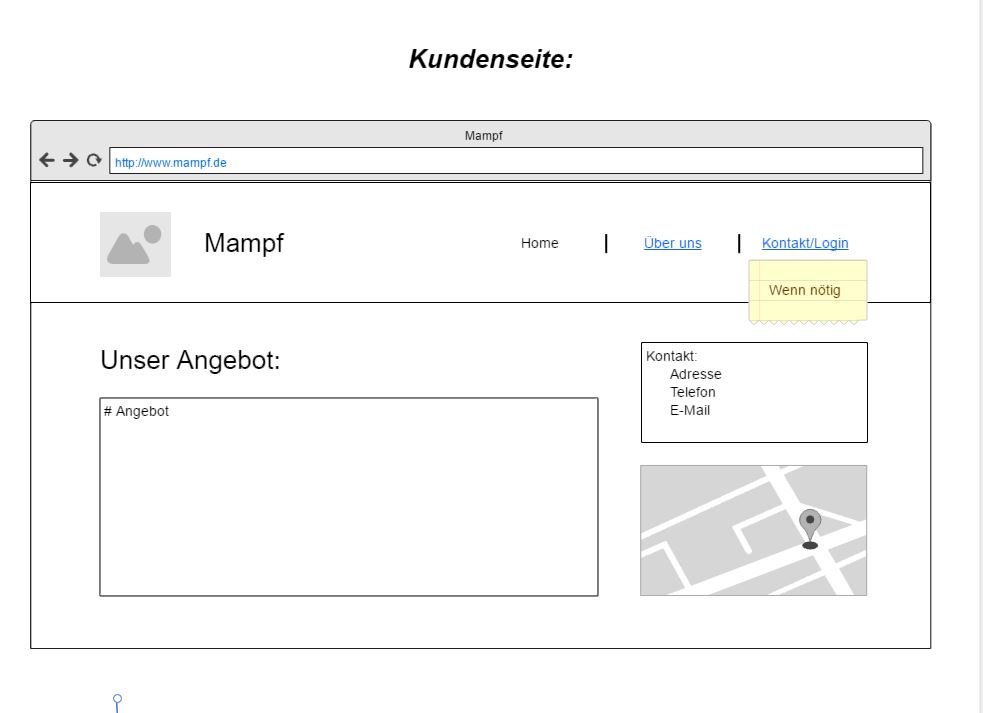 Kundenseite:
Mampf
http://www.mampf.de
Mampf
Home
Über uns
Kontakt/Login
Wenn nötig
Unser Angebot:
# Angebot
Kontakt:
Adresse
Telefon
E-Mail